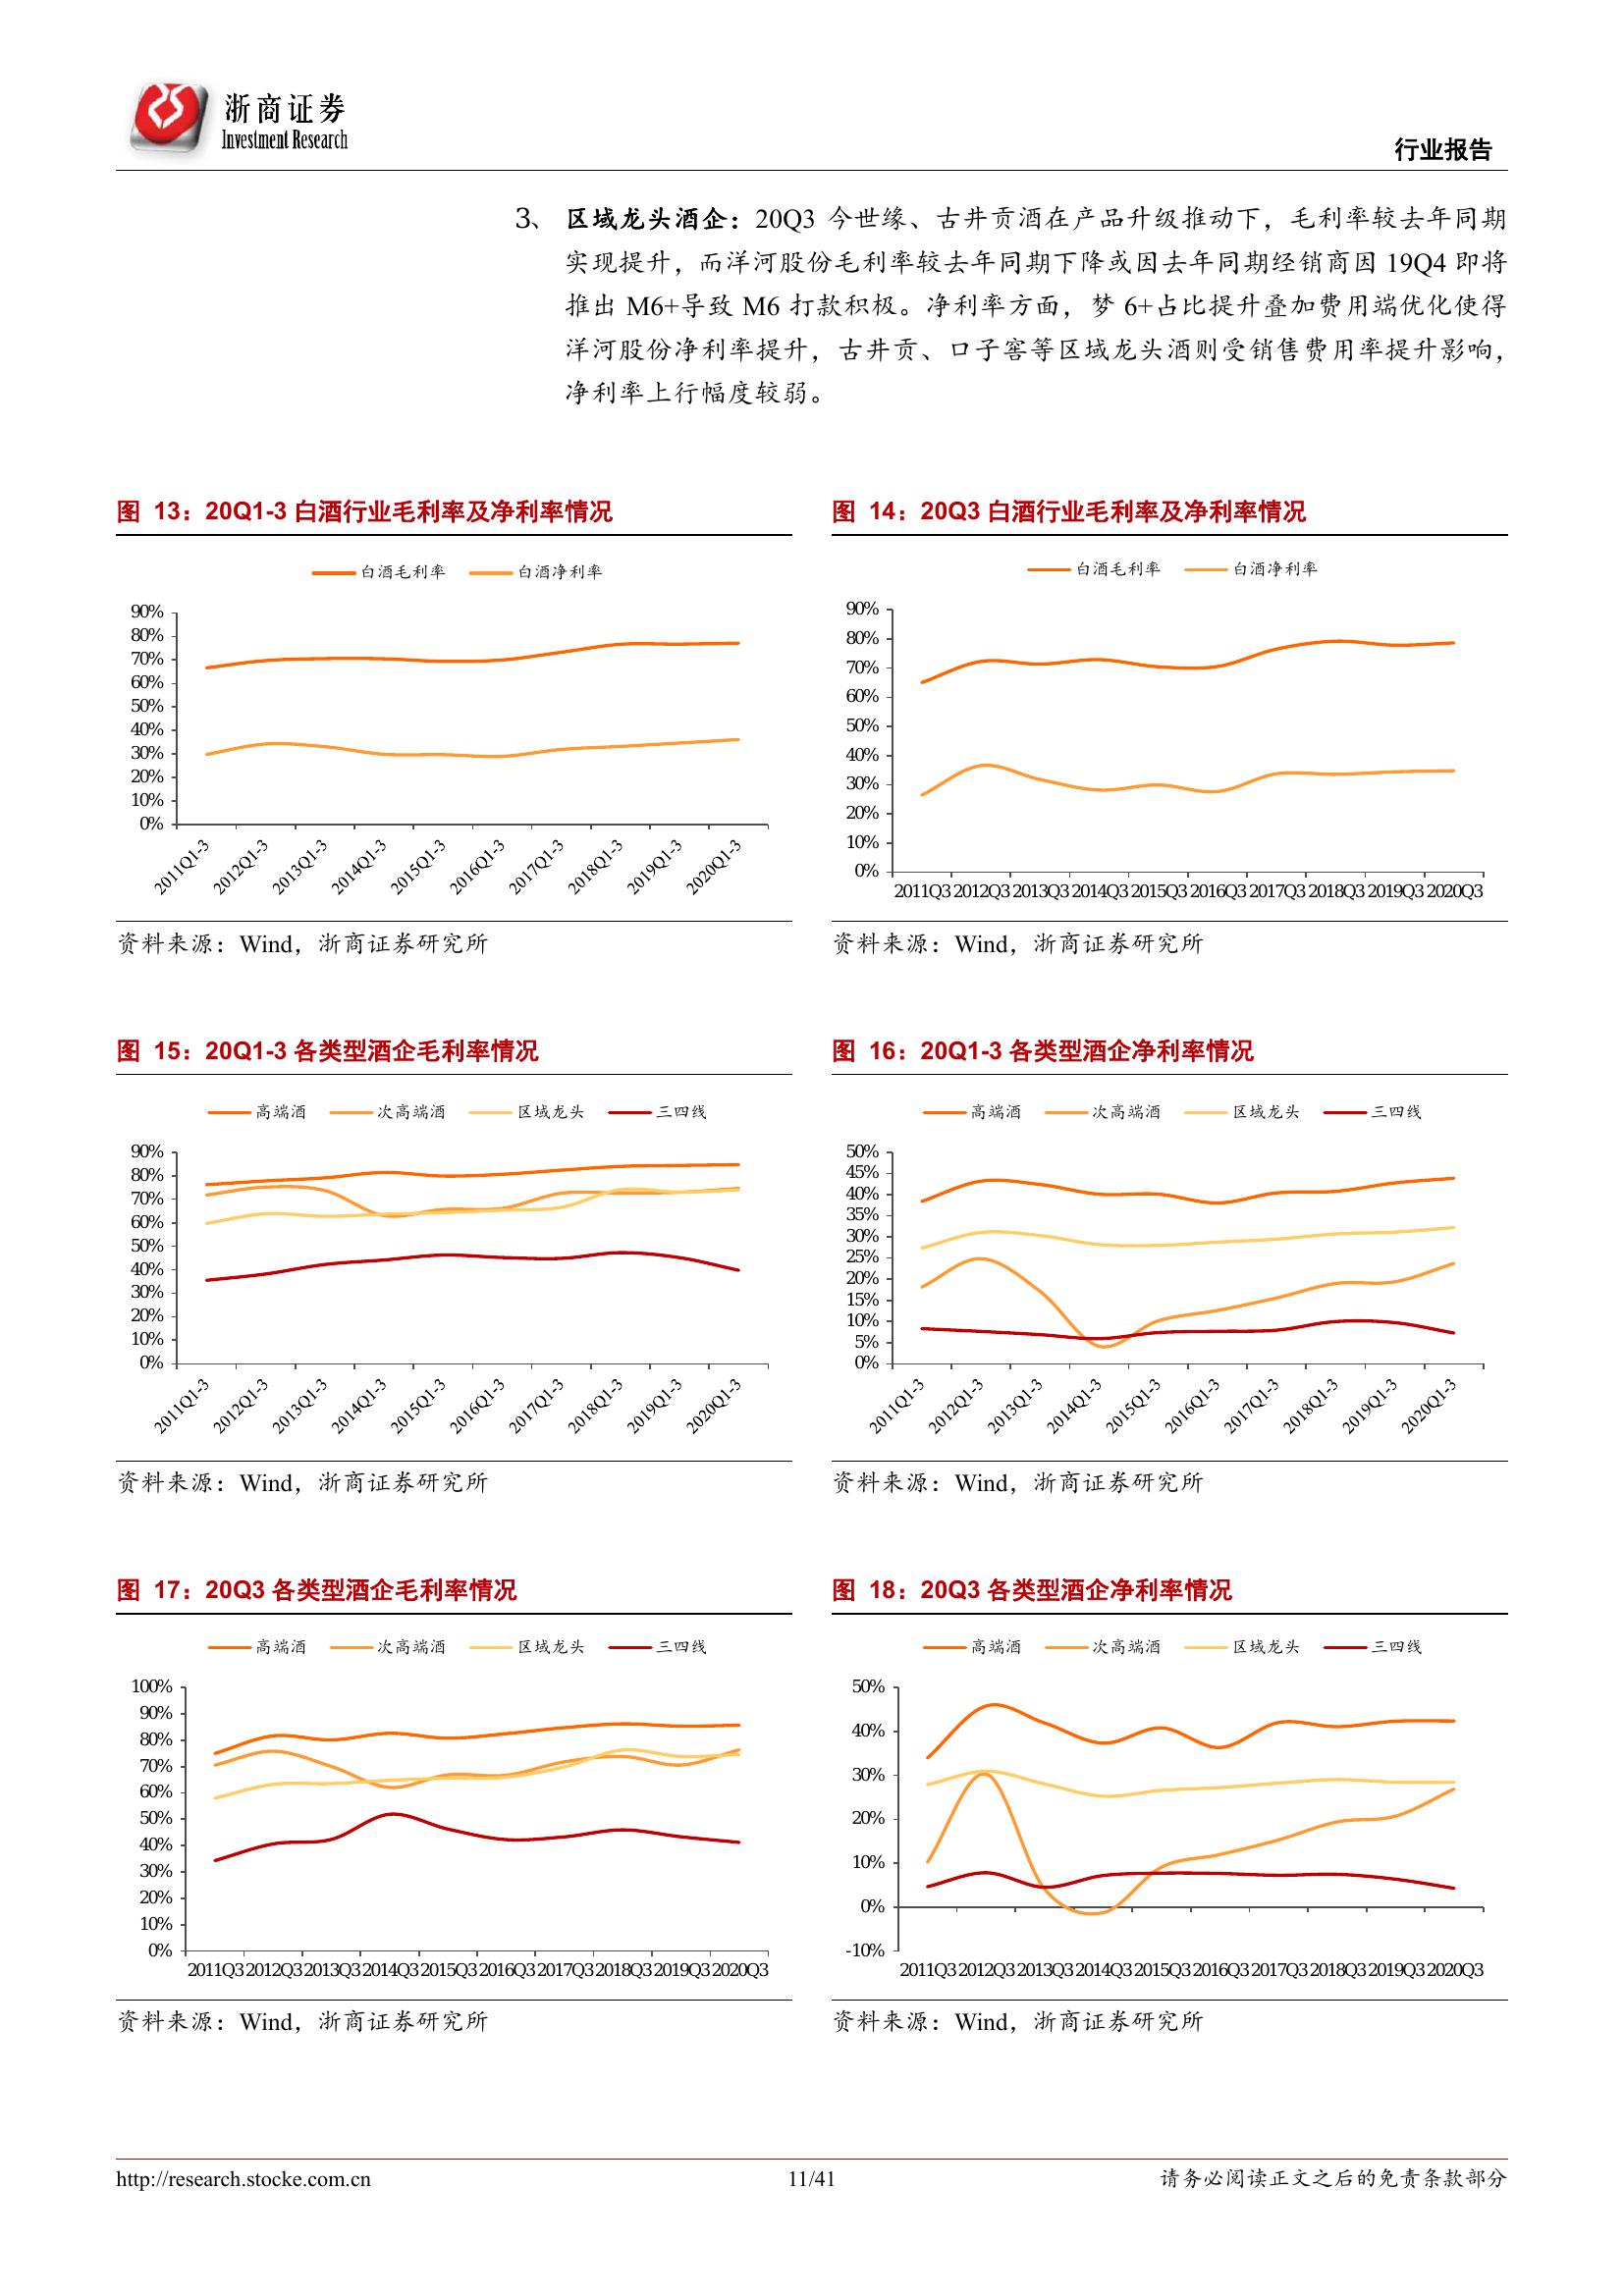 浙商证券
Investment Research
行业报告
3、 区域龙头酒企：20Q3 今世缘、古井贡酒在产品升级推动下，毛利率较去年同期
实现提升，而洋河股份毛利率较去年同期下降或因去年同期经销商因 19Q4 即将
推出 M6+导致 M6 打款积极。净利率方面，梦 6+占比提升叠加费用端优化使得
洋河股份净利率提升，古井贡、口子窖等区域龙头酒则受销售费用率提升影响，
净利率上行幅度较弱。
图 13：20Q1-3 白酒行业毛利率及净利率情况
白酒毛利率 白酒净利率
90%
80%
70%
60%
50%
40%
30%
20%
10%
0%
2011Q1-3 2012Q1-3 2013Q1-3 2014Q1-3 2015Q1-3 2016Q1-3 2017Q1-3 2018Q1-3 2019Q1-3 2020Q1-3
资料来源：Wind，浙商证券研究所
图 14：20Q3 白酒行业毛利率及净利率情况
白酒毛利率 白酒净利率
90%
80%
70%
60%
50%
40%
30%
20%
10%
0%
2011Q3 2012Q3 2013Q3 2014Q3 2015Q3 2016Q3 2017Q3 2018Q3 2019Q3 2020Q3
资料来源：Wind，浙商证券研究所
图 15：20Q1-3 各类型酒企毛利率情况
高端酒 次高端酒 区域龙头 三四线
90%
80%
70%
60%
50%
40%
30%
20%
10%
0%
2011Q1-3 2012Q1-3 2013Q1-3 2014Q1-3 2015Q1-3 2016Q1-3 2017Q1-3 2018Q1-3 2019Q1-3 2020Q1-3
资料来源：Wind，浙商证券研究所
图 16：20Q1-3 各类型酒企净利率情况
高端酒 次高端酒 区域龙头 三四线
50%
45%
40%
35%
30%
25%
20%
15%
10%
5%
0%
2011Q1-3 2012Q1-3 2013Q1-3 2014Q1-3 2015Q1-3 2016Q1-3 2017Q1-3 2018Q1-3 2019Q1-3 2020Q1-3
资料来源：Wind，浙商证券研究所
图 17：20Q3 各类型酒企毛利率情况
高端酒 次高端酒 区域龙头 三四线
100%
90%
80%
70%
60%
50%
40%
30%
20%
10%
0%
2011Q3 2012Q3 2013Q3 2014Q3 2015Q3 2016Q3 2017Q3 2018Q3 2019Q3 2020Q3
资料来源：Wind，浙商证券研究所
图 18：20Q3 各类型酒企净利率情况
高端酒 次高端酒 区域龙头 三四线
50%
40%
30%
20%
10%
0%
-10%
2011Q3 2012Q3 2013Q3 2014Q3 2015Q3 2016Q3 2017Q3 2018Q3 2019Q3 2020Q3
资料来源：Wind，浙商证券研究所
http://research.stocke.com.cn 11/41 请务必阅读正文之后的免责条款部分